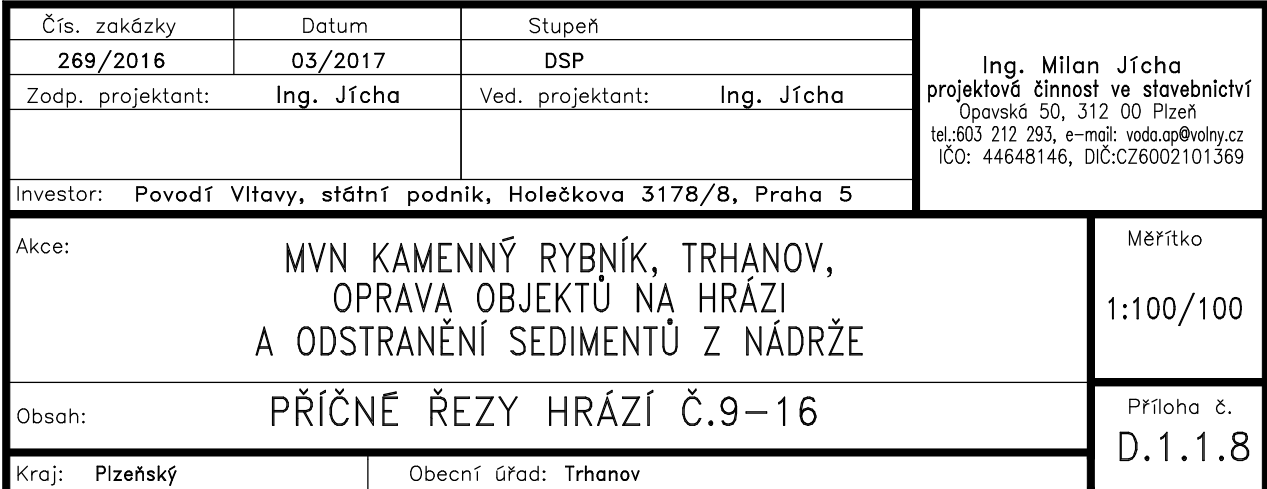 Čís. zakázky Datum Stupeň
269/2016 03/2017 DSP
Zodp. projektant: Ing. Jícha Ved. projektant: Ing. Jícha
Investor: Povodí Vltavy, státní podnik, Holečkova 3178/8, Praha 5
Ing. Milan Jícha
projektová činnost ve stavebnictví
Opavská 50, 312 00 Plzeň
tel.:603 212 293, e-mail: voda.ap@volny.cz
IČO: 44648146, DIČ:CZ6002101369
Akce:
MVN KAMENNÝ RYBNÍK, TRHANOV,
OPRAVA OBJEKTŮ NA HRÁZI
A ODSTRANĚNÍ SEDIMENTŮ Z NÁDRŽE
Měřítko
1:100/100
Obsah: PŘÍČNÉ ŘEZY HRÁZÍ Č.9-16
Příloha č.
D.1.1.8
Kraj: Plzeňský Obecní úřad: Trhanov